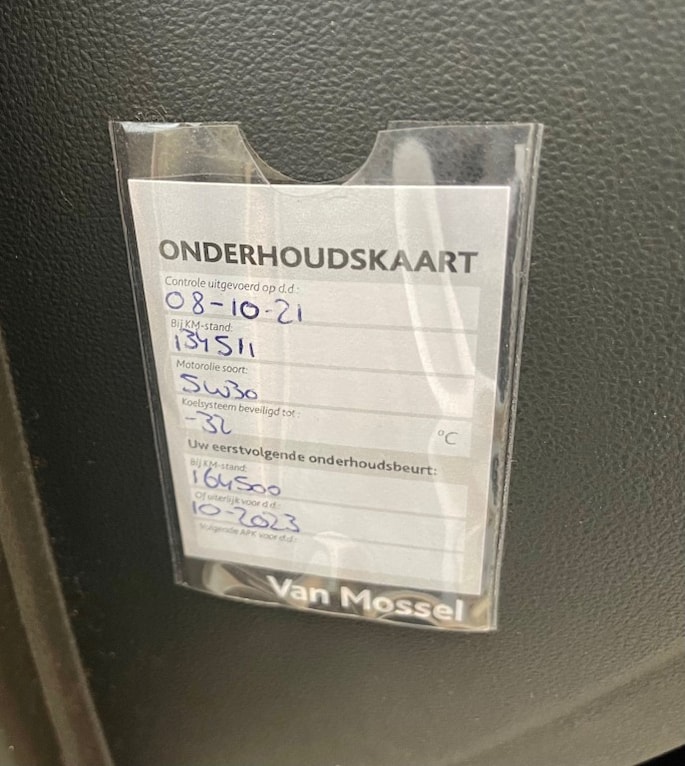 ONDERHOUDSKAART
Controle uitgevoerd op d.d.:
08-10-21
Bij KM-stand:
134511
Motorolie soort:
5W30
Koelsysteem beveiligd tot:
-32 °C
Uw eerstvolgende onderhoudsbeurt:
Bij KM-stand:
164500
Of uiterlijk voor d.d.:
10-2023
Volgende APK voor d.d.:
Van Mossel